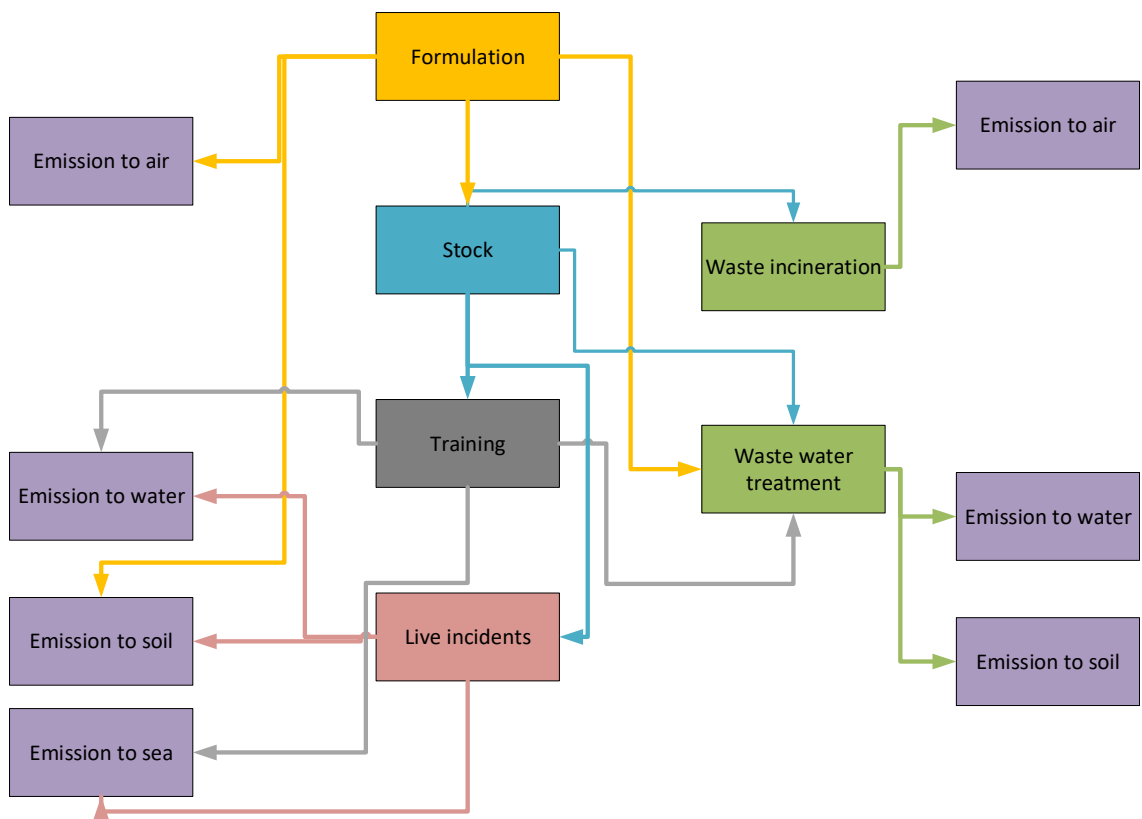 Formulation
Emission to air
Emission to air
Stock
Waste incineration
Training
Waste water
treatment
Emission to water
Emission to water
Emission to soil
Live incidents
Emission to soil
Emission to sea